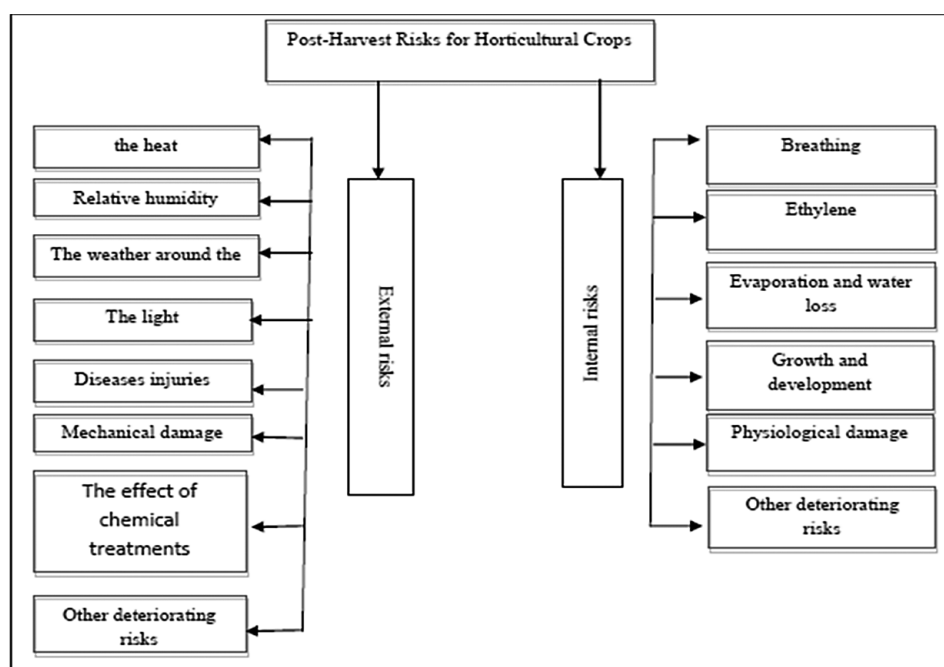 Post-Harvest Risks for Horticultural Crops
the heat
Relative humidity
The weather around the
The light
Diseases injuries
Mechanical damage
The effect of
chemical
treatments
Other deteriorating
risks
External risks
Internal risks
Breathing
Ethylene
Evaporation and water
loss
Growth and
development
Physiological damage
Other deteriorating
risks